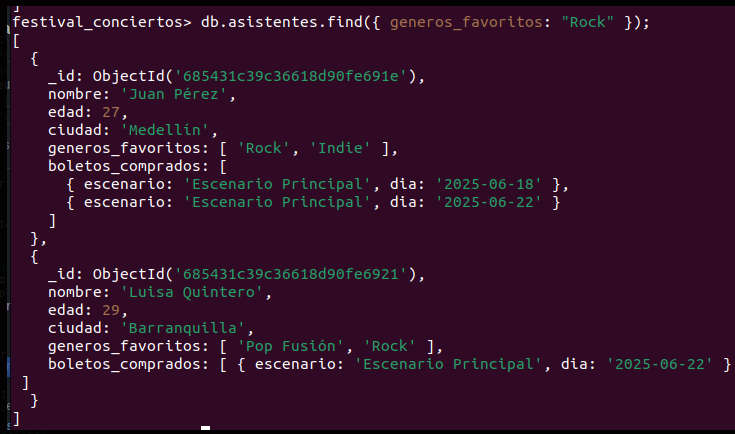 ]
festival_conciertos> db.asistentes.find({ generos_favoritos: "Rock" });
[
  {
    _id: ObjectId('685431c39c36618d90fe691e'),
    nombre: 'Juan Pérez',
    edad: 27,
    ciudad: 'Medellín',
    generos_favoritos: [ 'Rock', 'Indie' ],
    boletos_comprados: [
      { escenario: 'Escenario Principal', dia: '2025-06-18' },
      { escenario: 'Escenario Principal', dia: '2025-06-22' }
    ]
  },
  {
    _id: ObjectId('685431c39c36618d90fe6921'),
    nombre: 'Luisa Quintero',
    edad: 29,
    ciudad: 'Barranquilla',
    generos_favoritos: [ 'Pop Fusión', 'Rock' ],
    boletos_comprados: [ { escenario: 'Escenario Principal', dia: '2025-06-22' }
 ]
  }
]